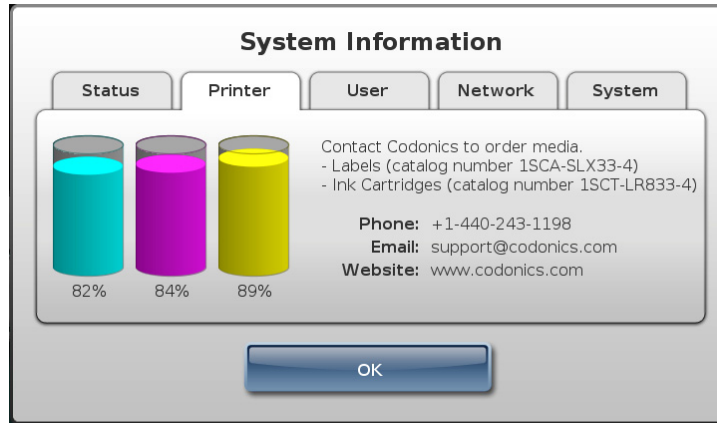 System Information
Status Printer User Network System
Contact Codonics to order media.
- Labels (catalog number 1SCA-SLX33-4)
- Ink Cartridges (catalog number 1SCT-LR833-4)
Phone: +1-440-243-1198
Email: support@codonics.com
Website: www.codonics.com
82% 84% 89%
OK